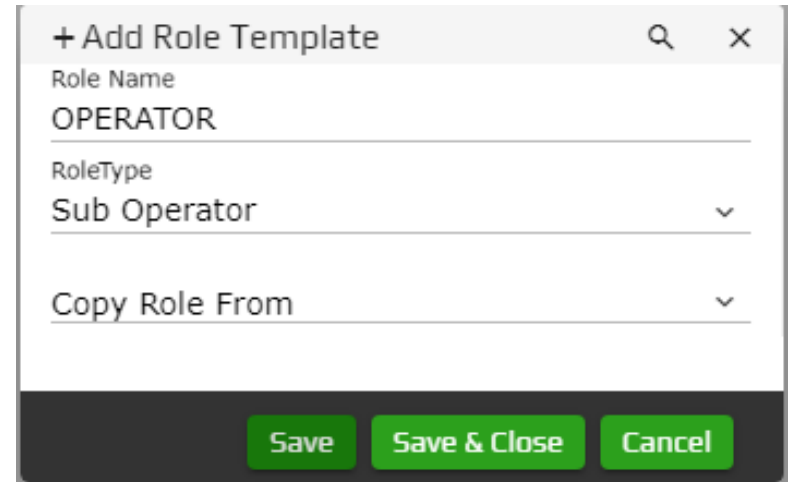 +Add Role Template
Role Name
OPERATOR
RoleType
Sub Operator
Copy Role From
Save Save & Close Cancel